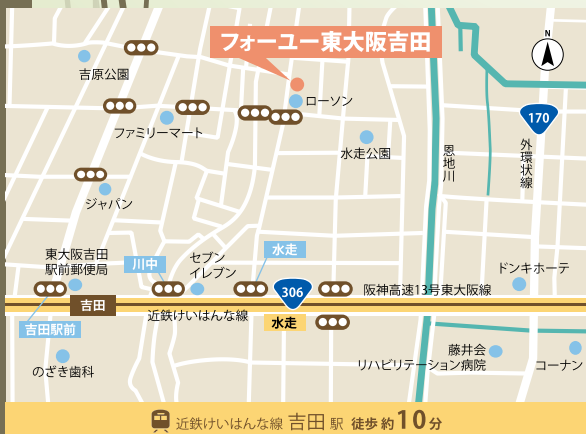 フォーユー東大阪吉田
N
吉原公園
ローソン
170
ファミリーマート
水走公園
恩地川
外環状線
ジャパン
東大阪吉田
駅前郵便局
川中
セブン
イレブン
水走
ドンキホーテ
306
阪神高速13号東大阪線
吉田
吉田駅前
近鉄けいはんな線
水走
のざき歯科
藤井会
リハビリテーション病院
コーナン
近鉄けいはんな線 吉田 駅 徒歩 約 10 分